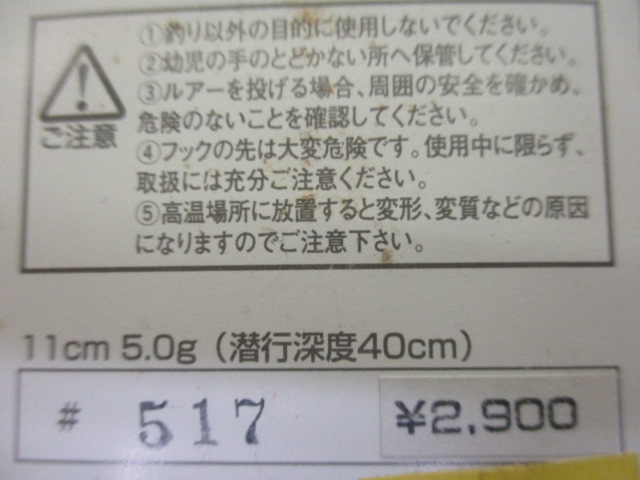 ①釣り以外の目的に使用しないでください。
②幼児の手のとどかない所へ保管してください。
③ルアーを投げる場合、周囲の安全を確かめ、
危険のないことを確認してください。
④フックの先は大変危険です。使用中に限らず、
取扱には充分ご注意ください。
⑤高温場所に放置すると変形、変質などの原因
になりますのでご注意下さい。
ご注意
11cm 5.0g（潜行深度40cm）
# 517 ¥2,900